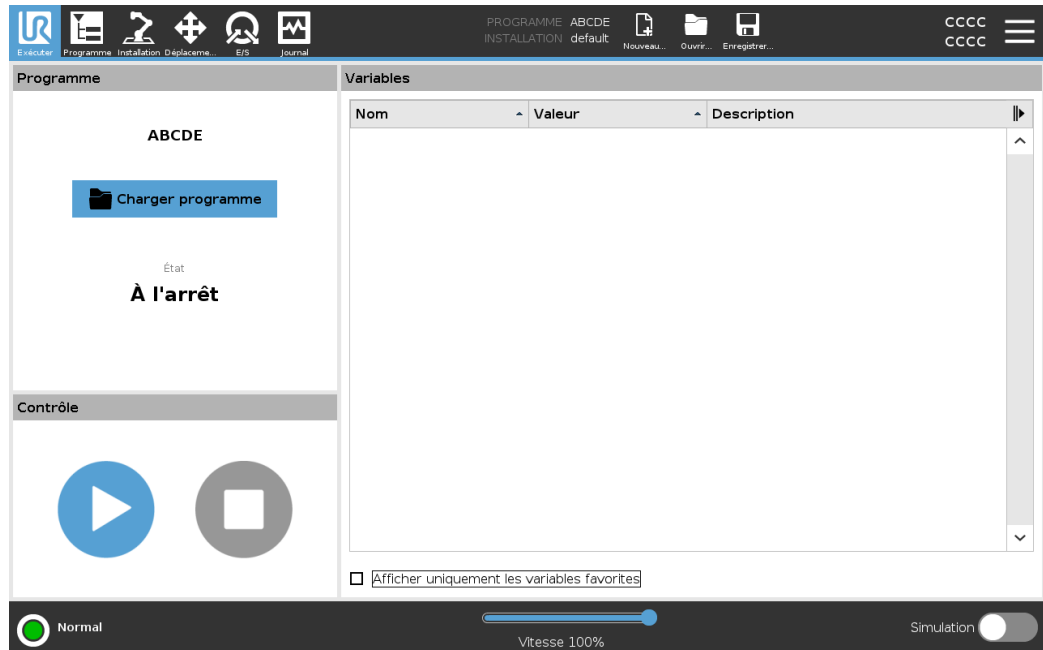 UR
Exécuter
Programme
Installation
Déplaceme...
E/S
Journal
PROGRAMME ABCDE
INSTALLATION default
Nouveau...
Ouvrir...
Enregistrer...
CCCC
CCCC
Programme
ABCDE
Charger programme
État
À l'arrêt
Contrôle
Variables
Nom Valeur Description
Afficher uniquement les variables favorites
Normal
Vitesse 100%
Simulation